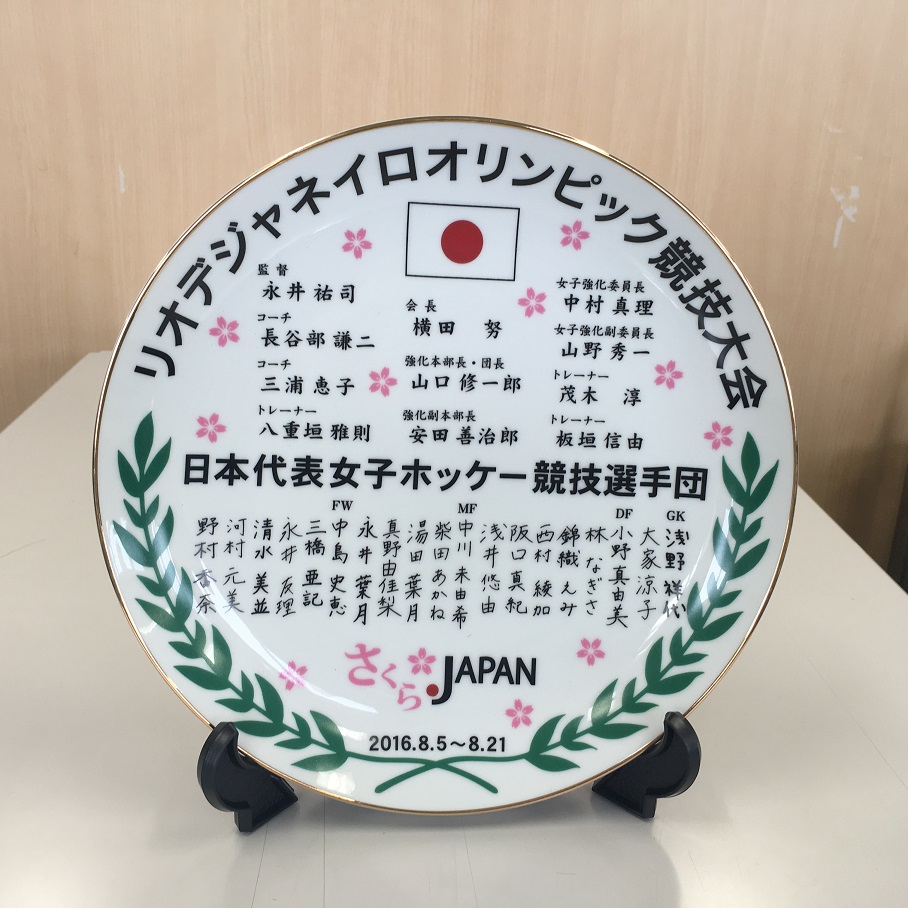 リオデジャネイロオリンピック競技大会
監督
永井祐司
コーチ
長谷部謙二
コーチ
三浦恵子
トレーナー
八重垣雅則
会長
横田 努
強化本部長・団長
山口修一郎
強化副本部長
安田善治郎
女子強化委員長
中村真理
女子強化副委員長
山野秀一
トレーナー
茂木 淳
トレーナー
板垣信由
日本代表女子ホッケー競技選手団
GK
浅野祥代
大家涼子
DF
小野真由美
林なぎさ
錦織えみ
西村綾加
阪口真紀
浅井悠由
MF
中川未由希
柴田あかね
湯田葉月
真野由佳梨
永井葉月
FW
中島史恵
三橋亜記
永井友理
清水美並
河村元美
野村香奈
さくらJAPAN
2016.8.5～8.21